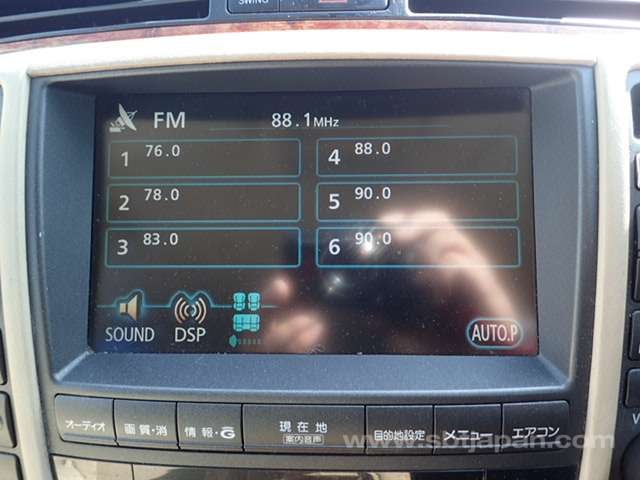 SWING
FM 88.1MHz
1 76.0
4 88.0
2 78.0
5 90.0
3 83.0
6 90.0
SOUND DSP AUTO.P
オーディオ 画質・消 情報・G 現在地 目的地設定 メニュー エアコン
案内音声
V
www.sbijapan.com